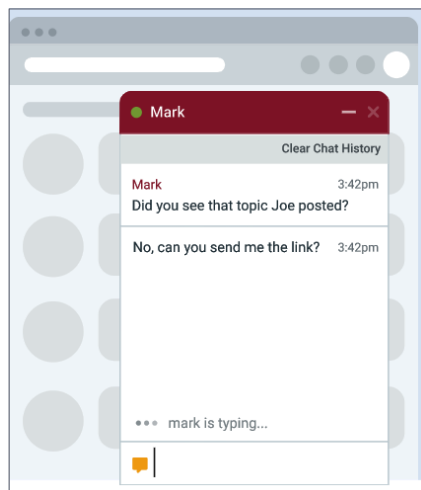 Mark
Clear Chat History
Mark 3:42pm
Did you see that topic Joe posted?
No, can you send me the link? 3:42pm
mark is typing...